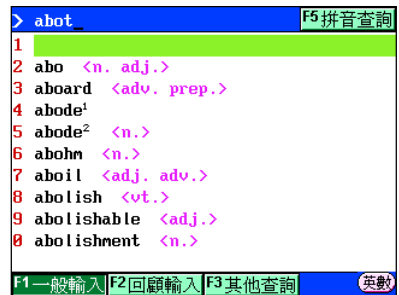 > abot_ F5拼音查詢
1
2 abo <n. adj.>
3 aboard <adv. prep.>
4 abode¹
5 abode² <n.>
6 abohm <n.>
7 aboil <adj. adv.>
8 abolish <vt.>
9 abolishable <adj.>
0 abolishment <n.>
F1一般輸入 F2回顧輸入 F3其他查詢 英數